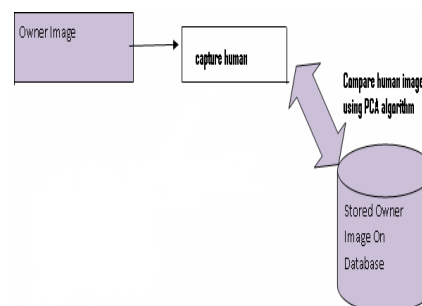 Owner Image
capture human
Compare human image
using PCA algorithm
Stored Owner
Image On
Database